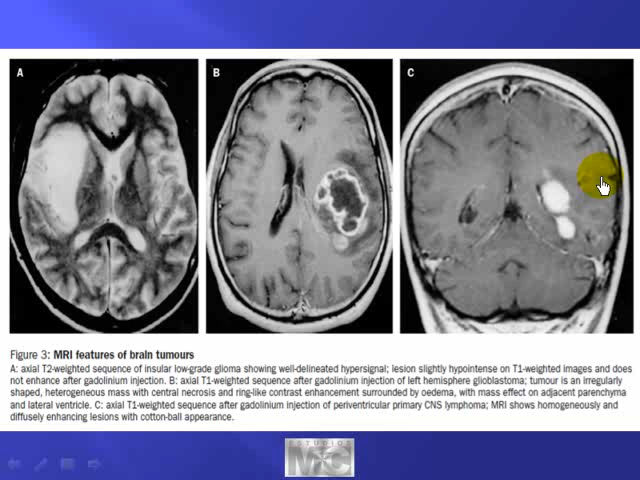 A
B
C
Figure 3: MRI features of brain tumours
A: axial T2-weighted sequence of insular low-grade glioma showing well-delineated hypersignal; lesion slightly hypointense on T1-weighted images and does
not enhance after gadolinium injection. B: axial T1-weighted sequence after gadolinium injection of left hemisphere glioblastoma; tumour is an irregularly
shaped, heterogeneous mass with central necrosis and ring-like contrast enhancement surrounded by oedema, with mass effect on adjacent parenchyma
and lateral ventricle. C: axial T1-weighted sequence after gadolinium injection of periventricular primary CNS lymphoma; MRI shows homogeneously and
diffusely enhancing lesions with cotton-ball appearance.
ESTUDIOS
MC